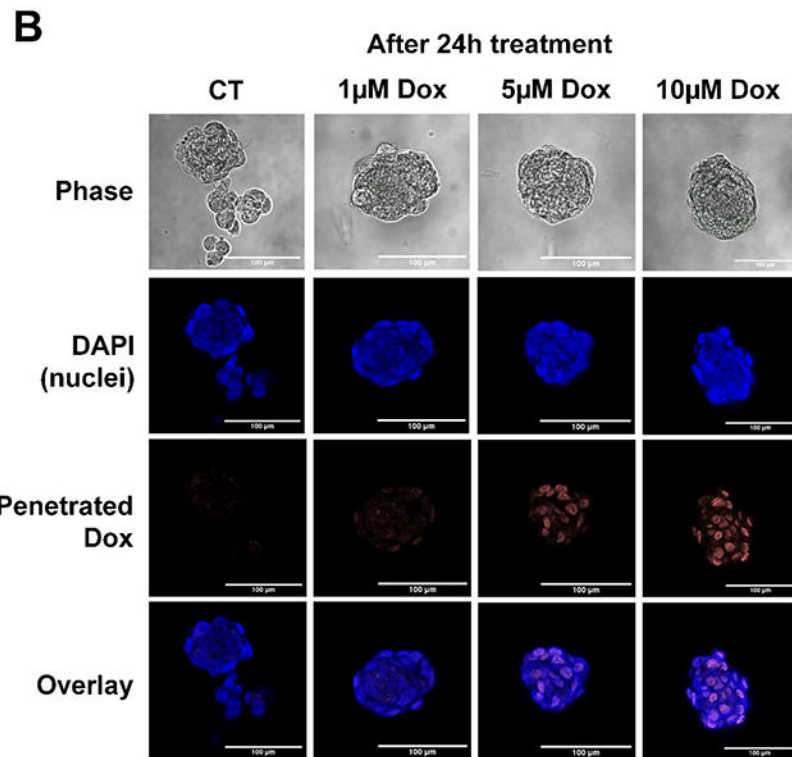 B
After 24h treatment
CT 1µM Dox 5µM Dox 10µM Dox
Phase
100 µm 100 µm 100 µm 100 µm
DAPI
(nuclei)
100 µm 100 µm 100 µm 100 µm
Penetrated
Dox
100 µm 100 µm 100 µm 100 µm
Overlay
100 µm 100 µm 100 µm 100 µm